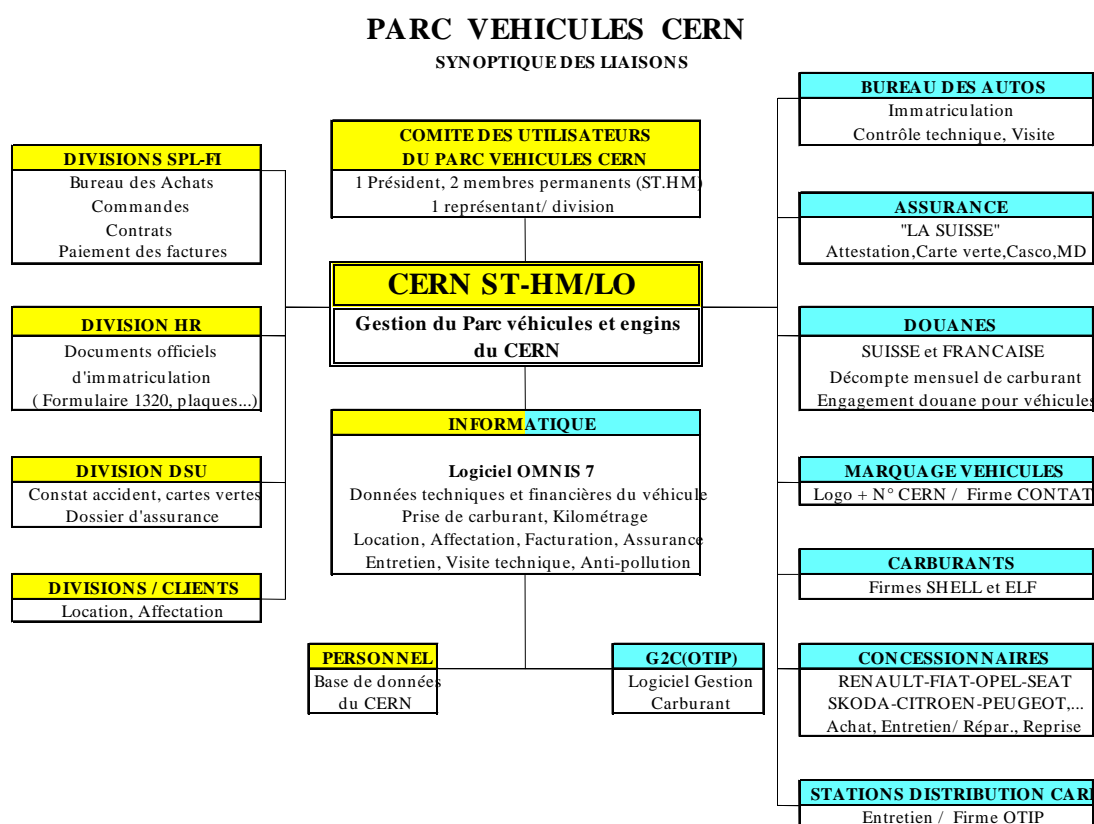 PARC VEHICULES CERN
SYNOPTIQUE DES LIAISONS
COMITE DES UTILISATEURS
DU PARC VEHICULES CERN
1 Président, 2 membres permanents (ST.HM)
1 représentant/ division
CERN ST-HM/LO
Gestion du Parc véhicules et engins
du CERN
INFORMATIQUE
Logiciel OMNIS 7
Données techniques et financières du véhicule
Prise de carburant, Kilométrage
Location, Affectation, Facturation, Assurance
Entretien, Visite technique, Anti-pollution
PERSONNEL
Base de données
du CERN
G2C(OTIP)
Logiciel Gestion
Carburant
DIVISIONS SPL-FI
Bureau des Achats
Commandes
Contrats
Paiement des factures
DIVISION HR
Documents officiels
d'immatriculation
( Formulaire 1320, plaques...)
DIVISION DSU
Constat accident, cartes vertes
Dossier d'assurance
DIVISIONS / CLIENTS
Location, Affectation
BUREAU DES AUTOS
Immatriculation
Contrôle technique, Visite
ASSURANCE
"LA SUISSE"
Attestation,Carte verte,Casco,MD
DOUANES
SUISSE et FRANCAISE
Décompte mensuel de carburant
Engagement douane pour véhicules
MARQUAGE VEHICULES
Logo + N° CERN / Firme CONTAT
CARBURANTS
Firmes SHELL et ELF
CONCESSIONNAIRES
RENAULT-FIAT-OPEL-SEAT
SKODA-CITROEN-PEUGEOT,...
Achat, Entretien/ Répar., Reprise
STATIONS DISTRIBUTION
Entretien / Firme OTIP